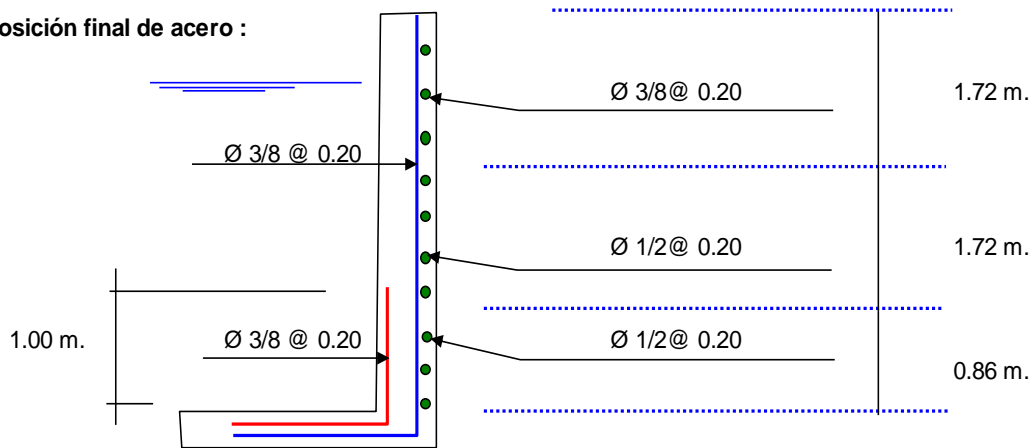 osición final de acero :
Ø 3/8@ 0.20
1.72 m.
Ø 3/8 @ 0.20
Ø 1/2@ 0.20
1.72 m.
1.00 m.
Ø 3/8 @ 0.20
Ø 1/2@ 0.20
0.86 m.